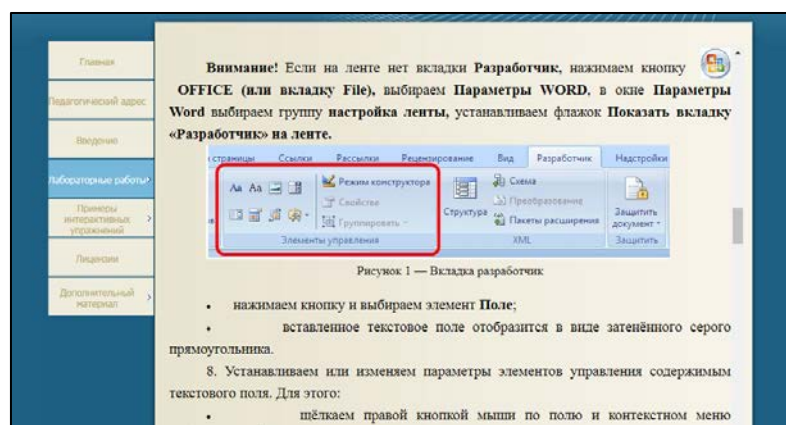 Главная
Педагогический адрес
Введение
Лабораторные работы
Примеры
интерактивных
упражнений
Лицензии
Дополнительный
материал
Внимание! Если на ленте нет вкладки Разработчик, нажимаем кнопку
OFFICE (или вкладку File), выбираем Параметры WORD, в окне Параметры
Word выбираем группу настройка ленты, устанавливаем флажок Показать вкладку
«Разработчик» на ленте.
страницы Ссылки Рассылки Рецензирование Вид Разработчик Надстройки
Aa Aa
Режим конструктора
Свойства
Группировать
Элементы управления
Структура
Схема
Преобразование
Пакеты расширения
XML
Защитить
документ
Защитить
Рисунок 1 — Вкладка разработчик
• нажимаем кнопку и выбираем элемент Поле;
• вставленное текстовое поле отобразится в виде затенённого серого
прямоугольника.
8. Устанавливаем или изменяем параметры элементов управления содержимым
текстового поля. Для этого:
• щёлкаем правой кнопкой мыши по полю и контекстном меню